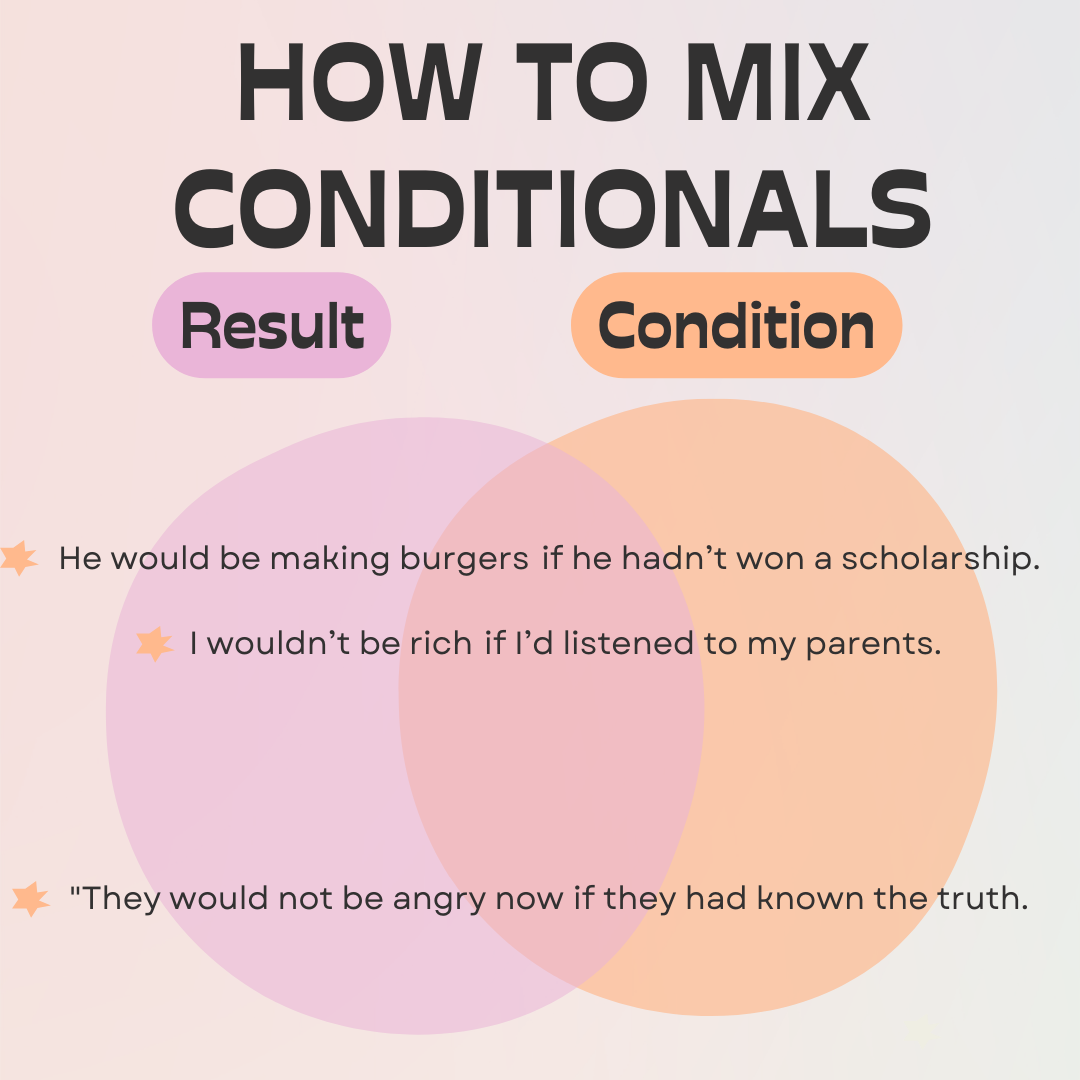 HOW TO MIX
CONDITIONALS
Result
Condition
He would be making burgers if he hadn’t won a scholarship.
I wouldn’t be rich if I’d listened to my parents.
"They would not be angry now if they had known the truth.